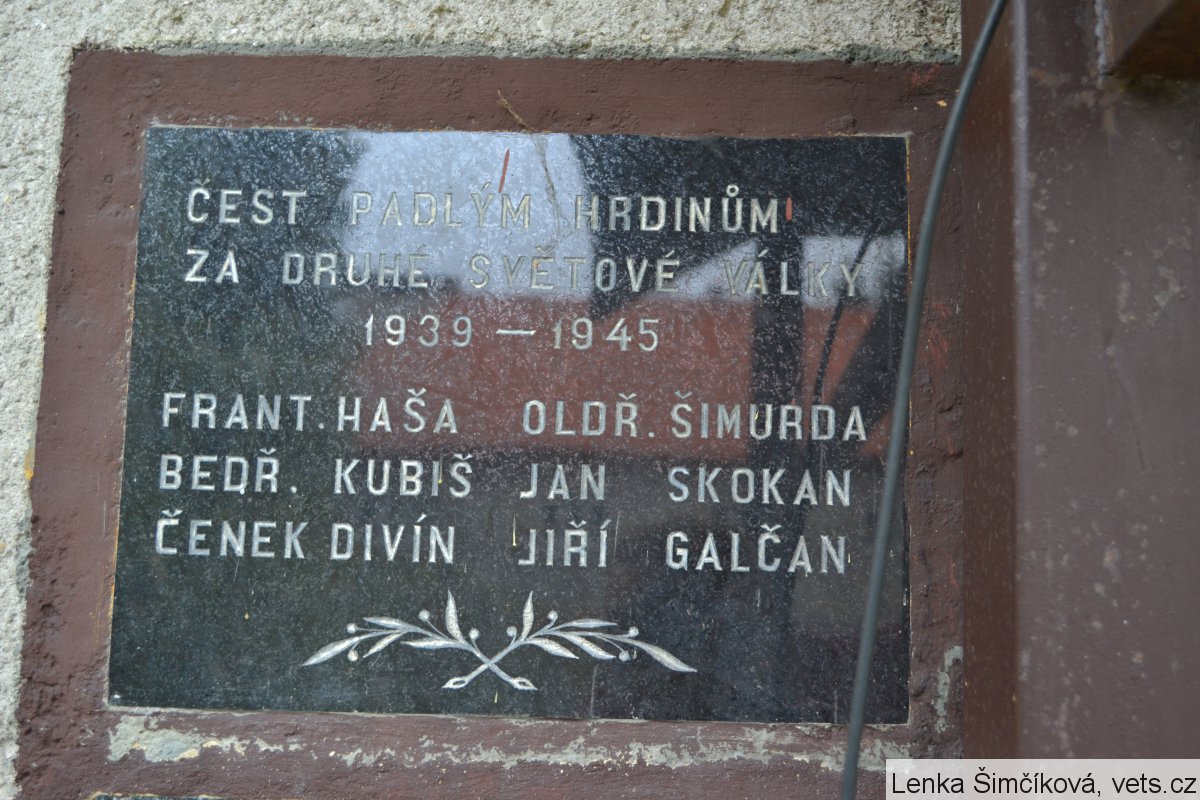 ČEST PADLÝM HRDINŮM
ZA DRUHÉ SVĚTOVÉ VÁLKY
1939 — 1945
FRANT. HAŠA OLDŘ. ŠIMURDA
BEDŘ. KUBIŠ JAN SKOKAN
ČENEK DIVÍN JIŘÍ GALČAN
Lenka Šimčíková, vets.cz